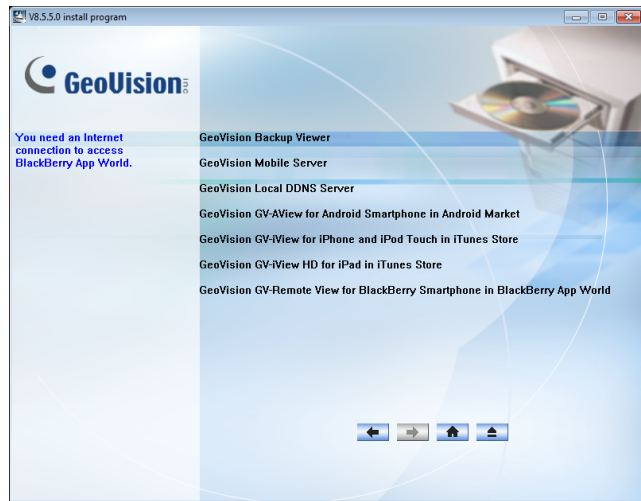 V8.5.5.0 install program
GeoVision inc
You need an Internet
connection to access
BlackBerry App World.
GeoVision Backup Viewer
GeoVision Mobile Server
GeoVision Local DDNS Server
GeoVision GV-AView for Android Smartphone in Android Market
GeoVision GV-iView for iPhone and iPod Touch in iTunes Store
GeoVision GV-iView HD for iPad in iTunes Store
GeoVision GV-Remote View for BlackBerry Smartphone in BlackBerry App World